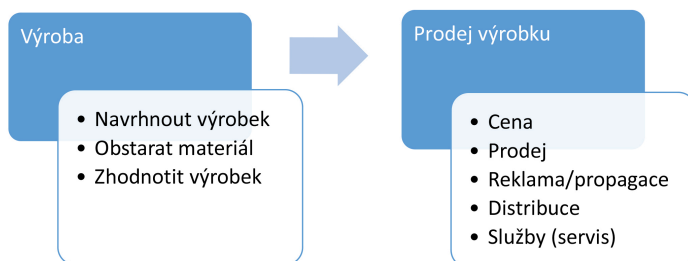 Výroba
• Navrhnout výrobek
• Obstarat materiál
• Zhodnotit výrobek
Prodej výrobku
• Cena
• Prodej
• Reklama/propagace
• Distribuce
• Služby (servis)